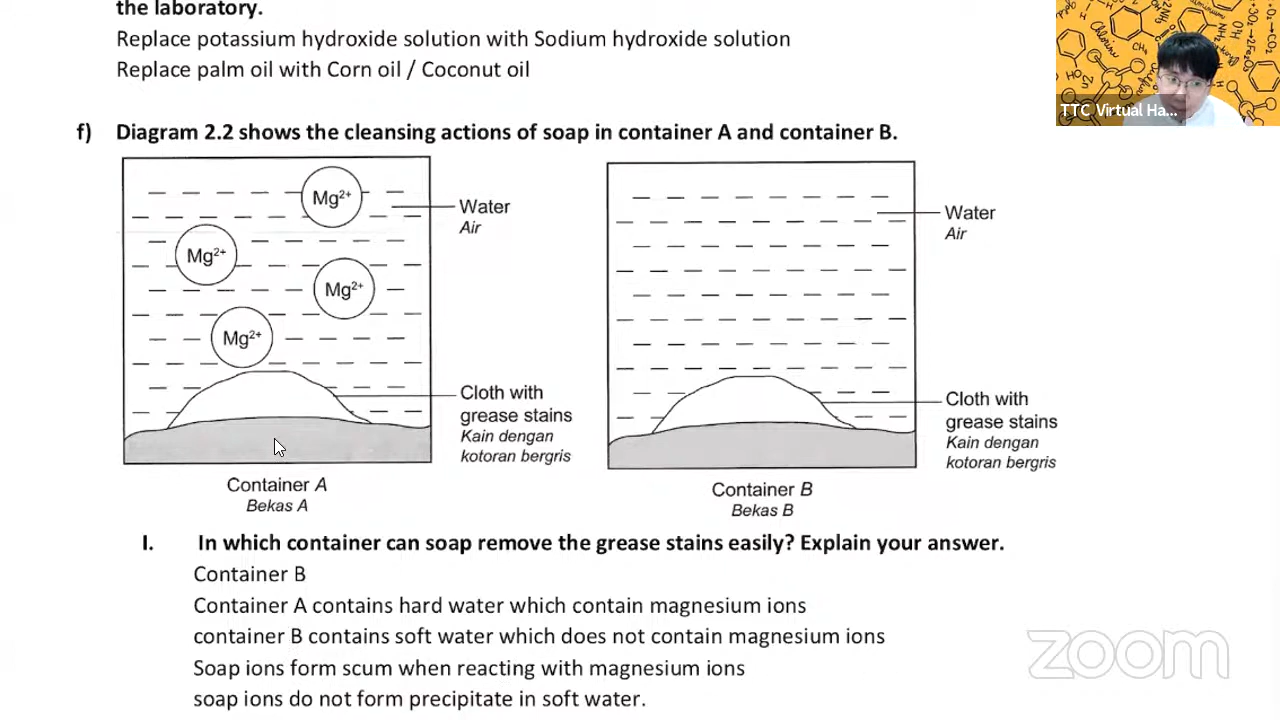 the laboratory.
Replace potassium hydroxide solution with Sodium hydroxide solution
Replace palm oil with Corn oil / Coconut oil
TTC Virtual Ha...
f) Diagram 2.2 shows the cleansing actions of soap in container A and container B.
Mg2+
Mg2+
Mg2+
Mg2+
Water
Air
Cloth with
grease stains
Kain dengan
kotoran bergris
Container A
Bekas A
Water
Air
Cloth with
grease stains
Kain dengan
kotoran bergris
Container B
Bekas B
I. In which container can soap remove the grease stains easily? Explain your answer.
Container B
Container A contains hard water which contain magnesium ions
container B contains soft water which does not contain magnesium ions
Soap ions form scum when reacting with magnesium ions
soap ions do not form precipitate in soft water.
zoom